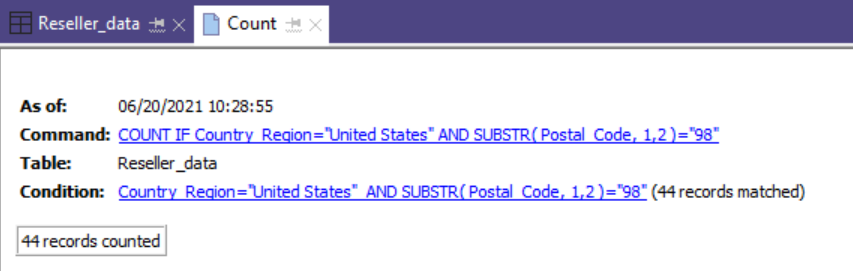 Reseller_data Count
As of: 06/20/2021 10:28:55
Command: COUNT IF Country_Region="United States" AND SUBSTR( Postal_Code, 1,2 )="98"
Table: Reseller_data
Condition: Country_Region="United States"  AND SUBSTR( Postal_Code, 1,2 )="98" (44 records matched)
44 records counted